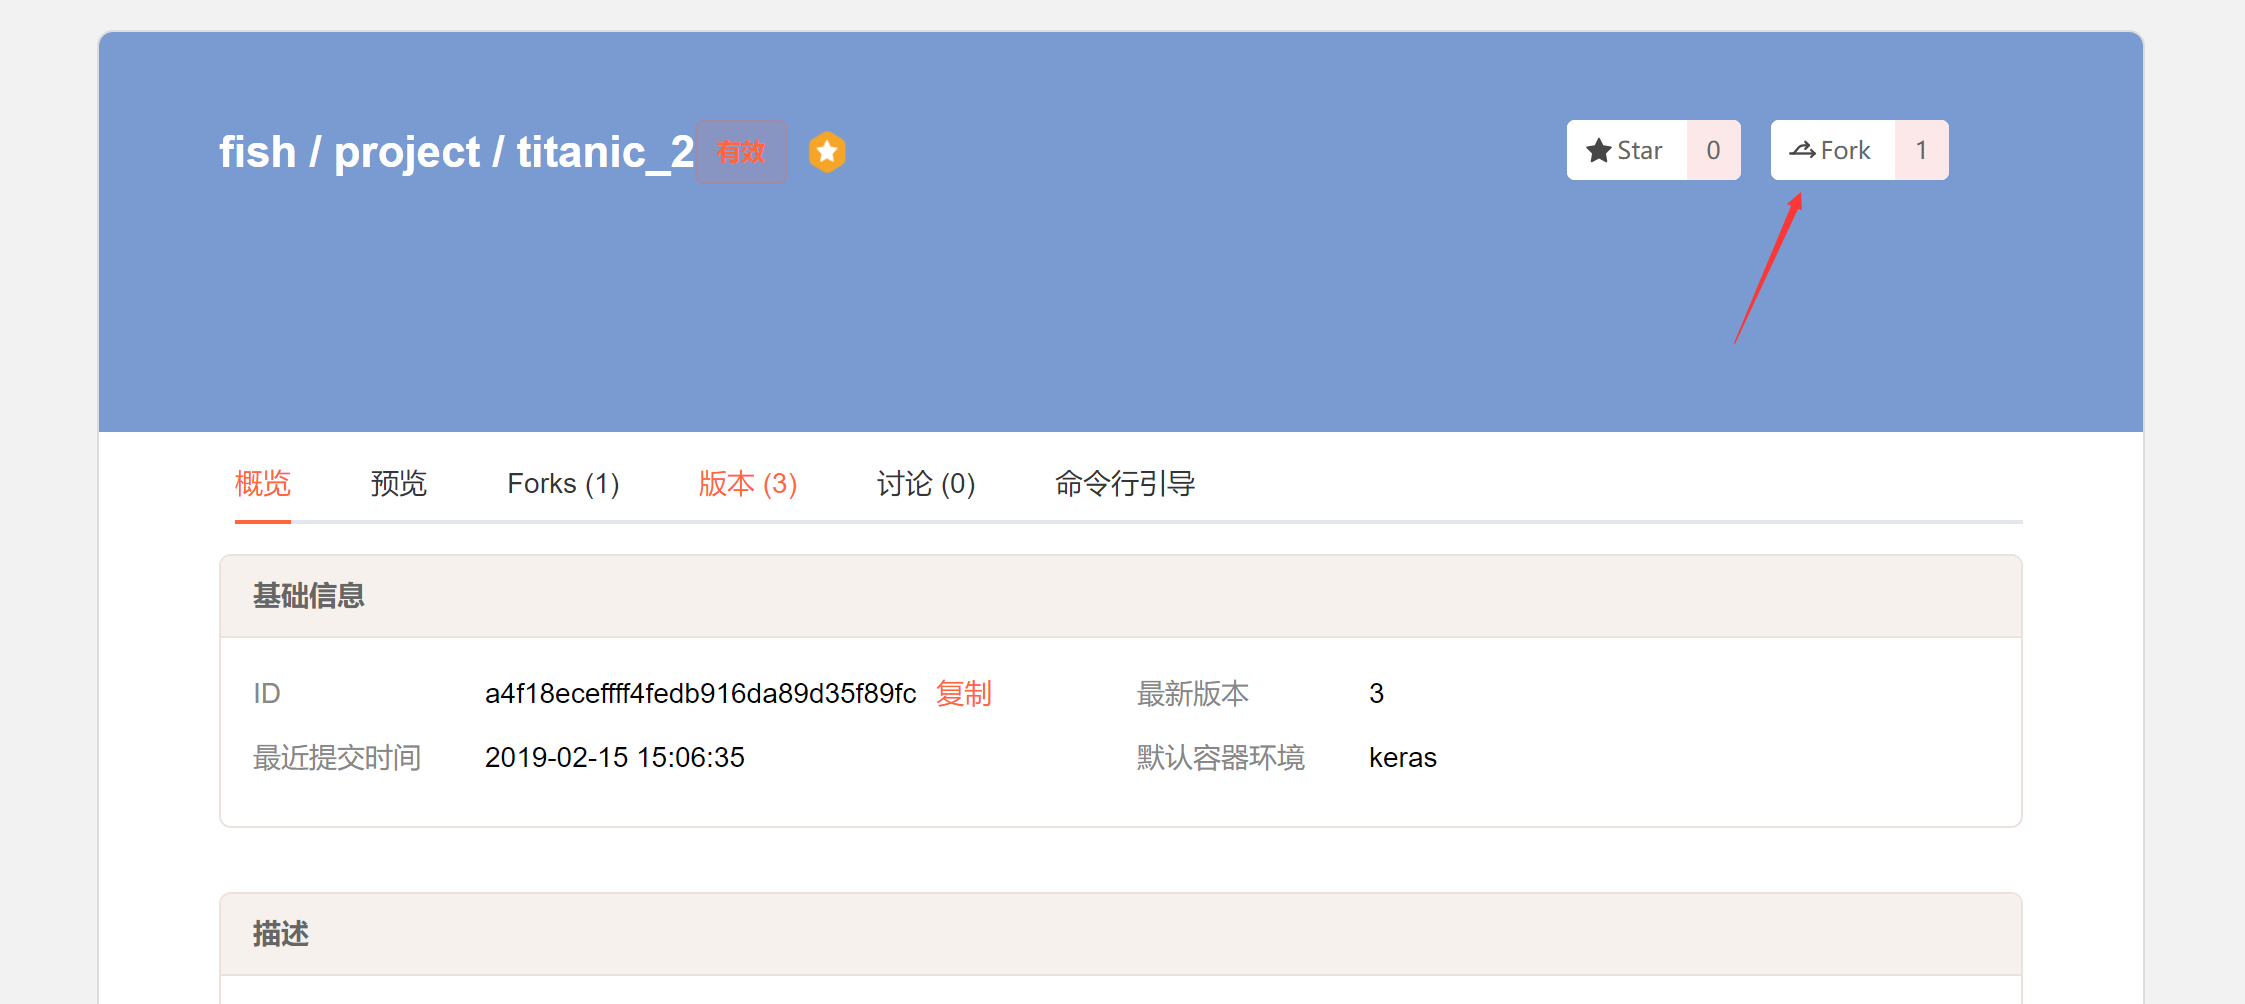 fish / project / titanic_2 有效 Star 0 Fork 1
概览 预览 Forks (1) 版本 (3) 讨论 (0) 命令行引导
基础信息
ID a4f18eceffff4fedb916da89d35f89fc 复制 最新版本 3
最近提交时间 2019-02-15 15:06:35 默认容器环境 keras
描述